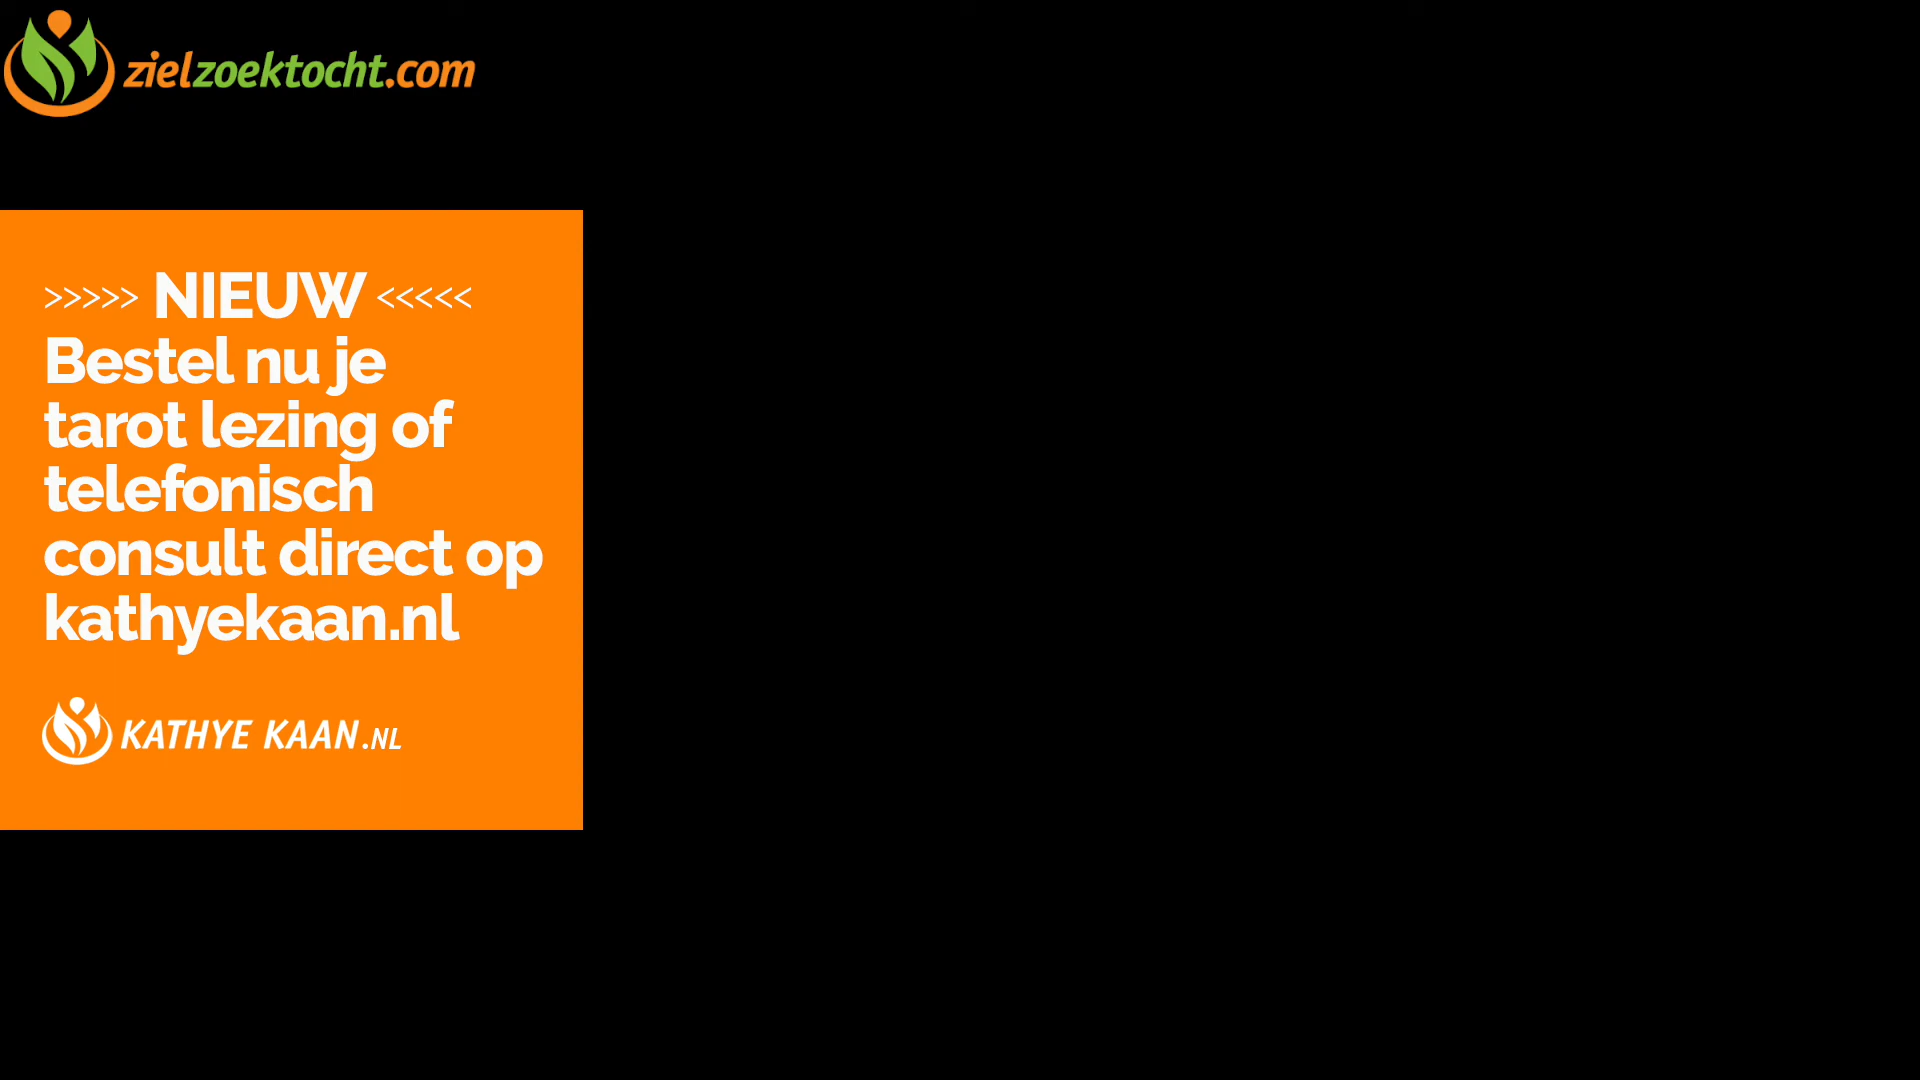 zielzoektocht.com
>>>>> NIEUW <<<<<
Bestel nu je
tarot lezing of
telefonisch
consult direct op
kathyekaan.nl
KATHYE KAAN.NL